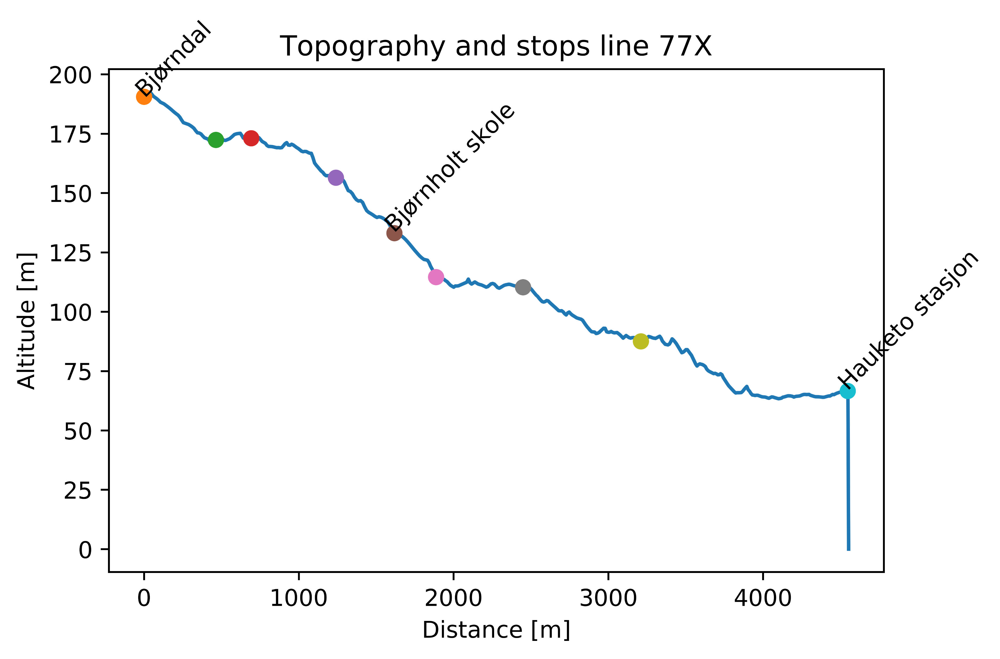 Topography and stops line 77X
Bjørndal
Bjørnholt skole
Hauketo stasjon
Altitude [m]
200
175
150
125
100
75
50
25
0
0 1000 2000 3000 4000
Distance [m]